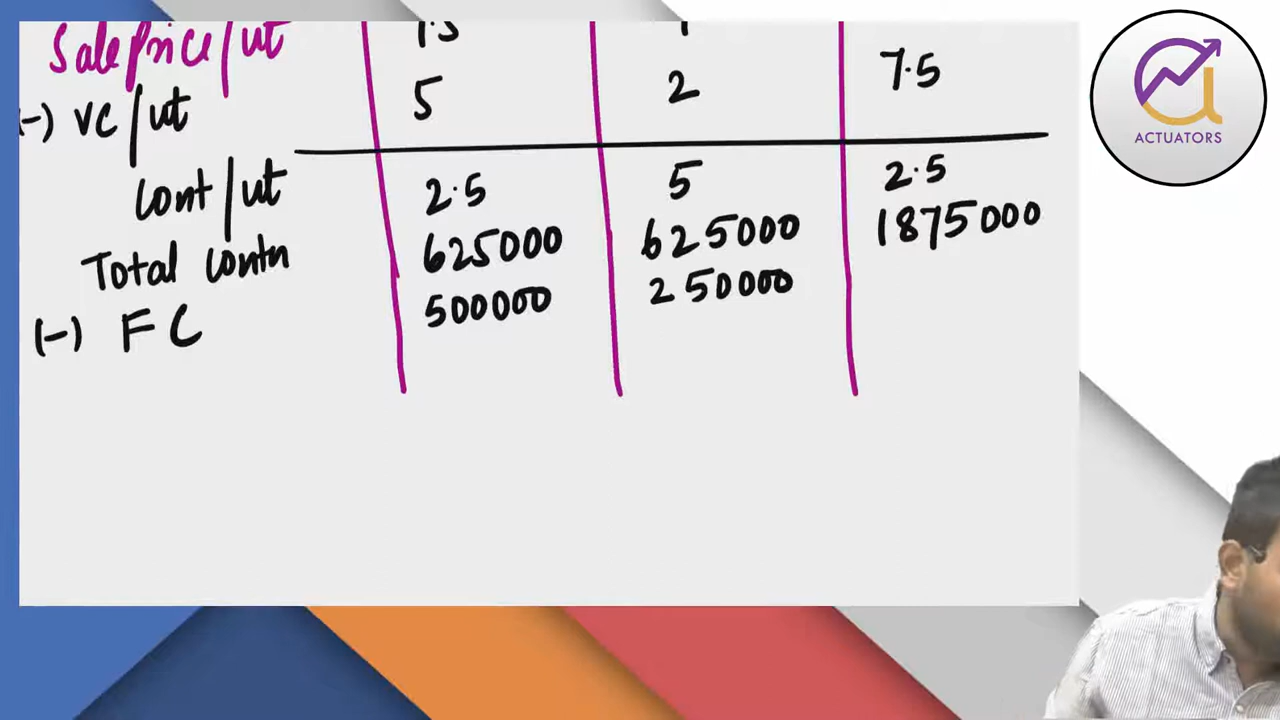 Sale Price/ut
(-) VC/ut 5 2 7.5
Cont/ut 2.5 5 2.5
Total contn 625000 625000 1875000
(-) FC 500000 250000
ACTUATORS